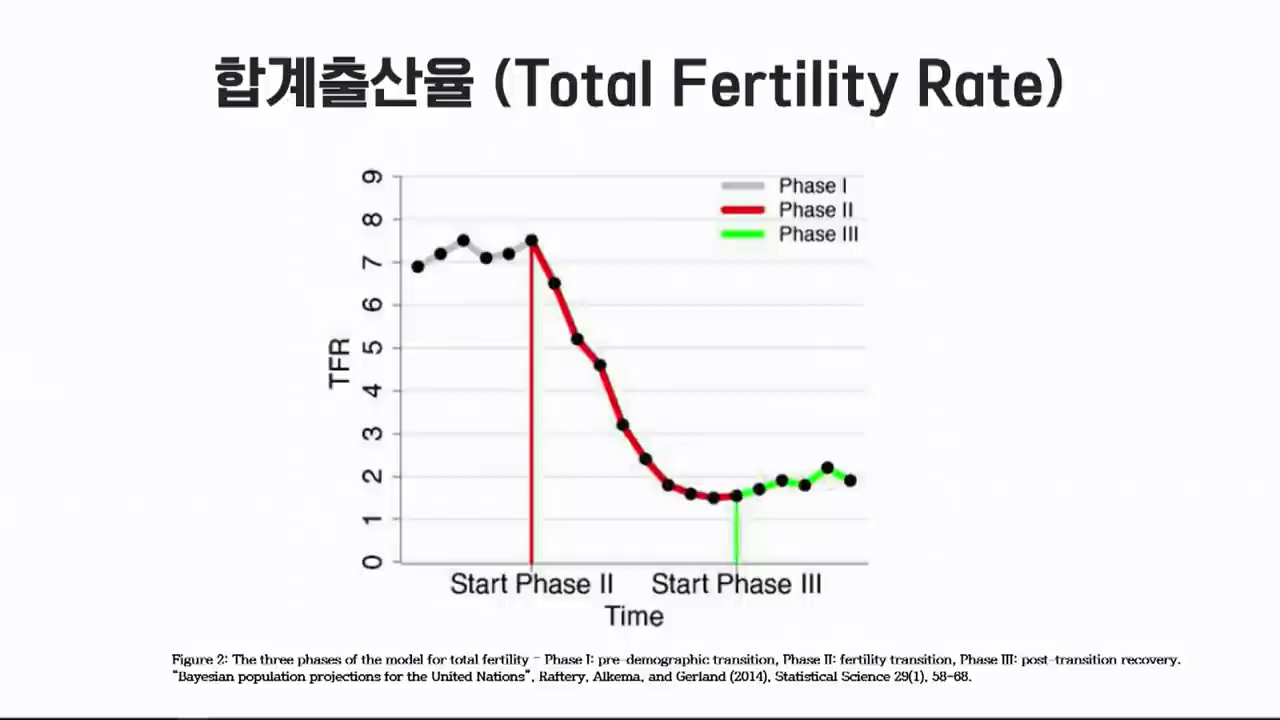 합계출산율 (Total Fertility Rate)
Phase I
Phase II
Phase III
9
8
7
6
5
4
3
2
1
0
TFR
Start Phase II Start Phase III
Time
Figure 2: The three phases of the model for total fertility – Phase I: pre-demographic transition, Phase II: fertility transition, Phase III: post-transition recovery.
"Bayesian population projections for the United Nations", Raftery, Alkema, and Gerland (2014), Statistical Science 29(1), 58-68.